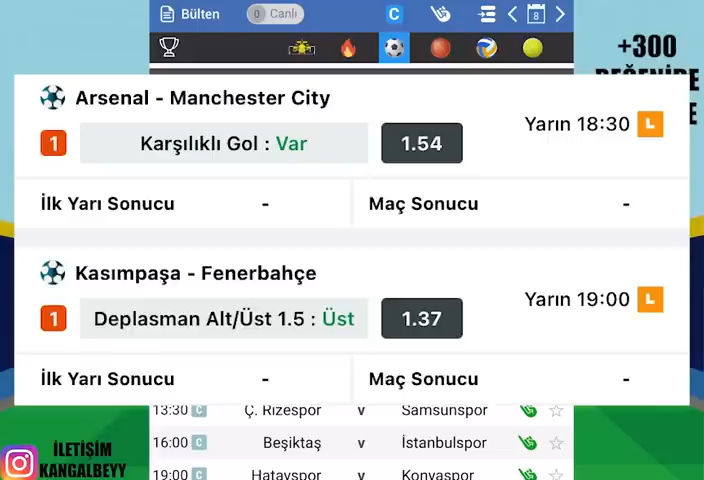 Bülten
0 Canlı
C
8
+300
Arsenal - Manchester City
Yarın 18:30 L
1 Karşılıklı Gol : Var 1.54
İlk Yarı Sonucu -
Maç Sonucu -
Kasımpaşa - Fenerbahçe
Yarın 19:00 L
1 Deplasman Alt/Üst 1.5 : Üst 1.37
İlk Yarı Sonucu -
Maç Sonucu -
13:30 C Ç. Rizespor v Samsunspor
16:00 C Beşiktaş v İstanbulspor
19:00 C Hatayspor v Konyaspor
İLETİŞİM
KANGALBEYY